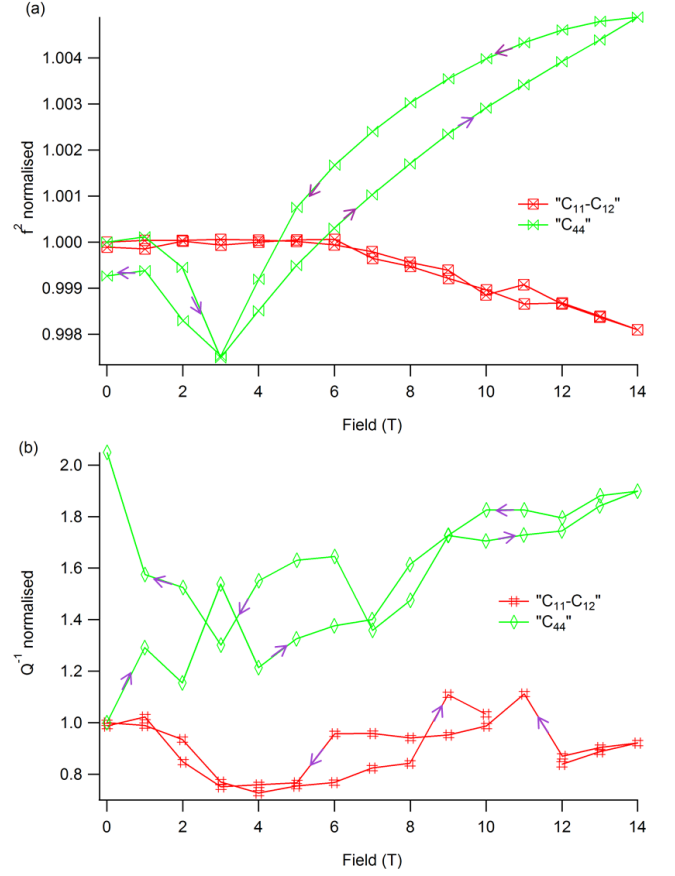 (a)
1.004
1.003
1.002
1.001
1.000
0.999
0.998
f² normalised
"C₁₁-C₁₂"
"C₄₄"
0 2 4 6 8 10 12 14
Field (T)
(b)
2.0
1.8
1.6
1.4
1.2
1.0
0.8
Q⁻¹ normalised
"C₁₁-C₁₂"
"C₄₄"
0 2 4 6 8 10 12 14
Field (T)